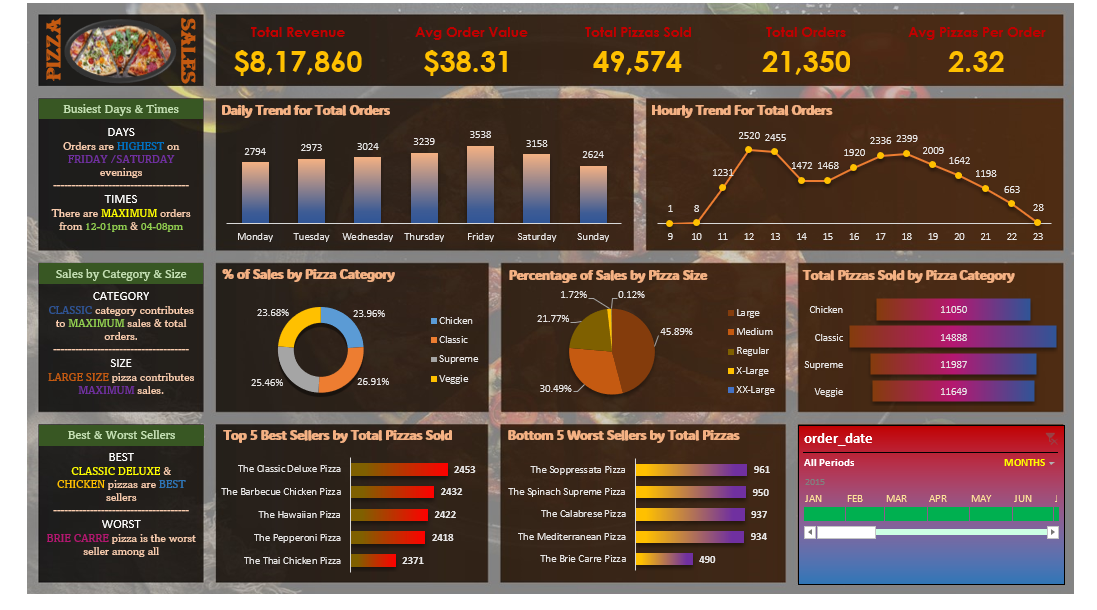 PIZZA
SALES
Total Revenue
$8,17,860
Avg Order Value
$38.31
Total Pizzas Sold
49,574
Total Orders
21,350
Avg Pizzas Per Order
2.32
Busiest Days & Times
DAYS
Orders are HIGHEST on
FRIDAY /SATURDAY
evenings
TIMES
There are MAXIMUM orders
from 12-01pm & 04-08pm
Daily Trend for Total Orders
2794 2973 3024 3239 3538 3158 2624
Monday Tuesday Wednesday Thursday Friday Saturday Sunday
Hourly Trend For Total Orders
1 8 1231 2520 2455 1472 1468 1920 2336 2399 2009 1642 1198 663 28
9 10 11 12 13 14 15 16 17 18 19 20 21 22 23
Sales by Category & Size
CATEGORY
CLASSIC category contributes
to MAXIMUM sales & total
orders.
SIZE
LARGE SIZE pizza contributes
MAXIMUM sales.
% of Sales by Pizza Category
23.68% 23.96%
25.46% 26.91%
Chicken
Classic
Supreme
Veggie
Percentage of Sales by Pizza Size
1.72% 0.12%
21.77%
45.89%
30.49%
Large
Medium
Regular
X-Large
XX-Large
Total Pizzas Sold by Pizza Category
Chicken 11050
Classic 14888
Supreme 11987
Veggie 11649
Best & Worst Sellers
BEST
CLASSIC DELUXE &
CHICKEN pizzas are BEST
sellers
WORST
BRIE CARRE pizza is the worst
seller among all
Top 5 Best Sellers by Total Pizzas Sold
The Classic Deluxe Pizza 2453
The Barbecue Chicken Pizza 2432
The Hawaiian Pizza 2422
The Pepperoni Pizza 2418
The Thai Chicken Pizza 2371
Bottom 5 Worst Sellers by Total Pizzas
The Soppressata Pizza 961
The Spinach Supreme Pizza 950
The Calabrese Pizza 937
The Mediterranean Pizza 934
The Brie Carre Pizza 490
order_date
All Periods MONTHS
2015
JAN FEB MAR APR MAY JUN